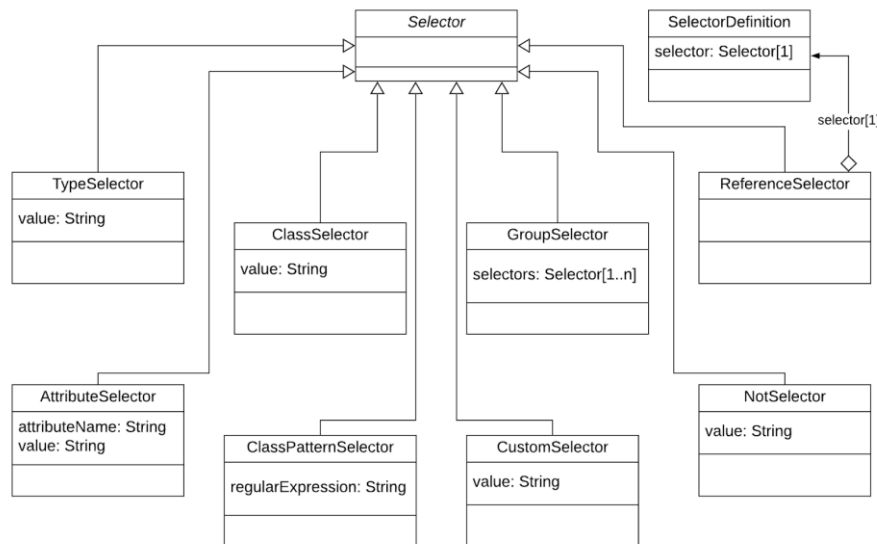 Selector
SelectorDefinition
selector: Selector[1]
selector[1]
TypeSelector
value: String
ReferenceSelector
ClassSelector
value: String
GroupSelector
selectors: Selector[1..n]
AttributeSelector
attributeName: String
value: String
NotSelector
value: String
ClassPatternSelector
regularExpression: String
CustomSelector
value: String